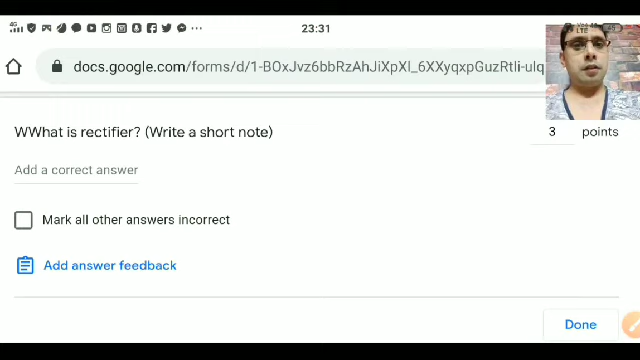 4G 23:31
docs.google.com/forms/d/1-BOxJvz6bbRzAhJiXpXl_6XXyqxpGuzRtli-ulq
WWhat is rectifier? (Write a short note) 3 points
Add a correct answer
Mark all other answers incorrect
Add answer feedback
Done